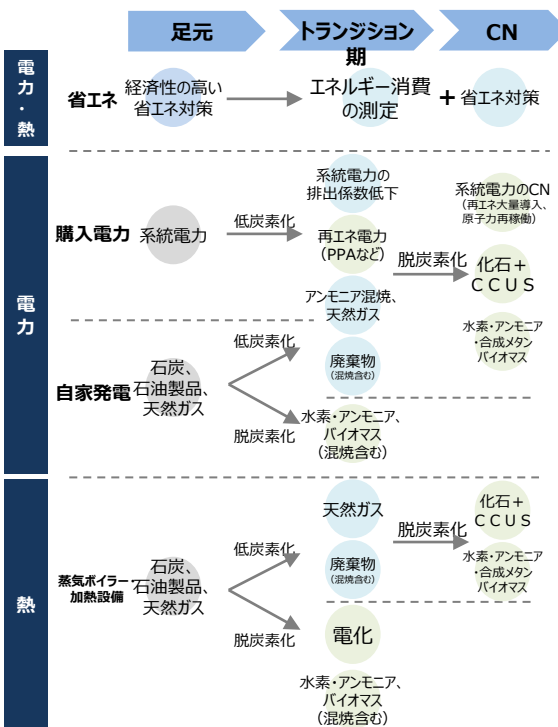 足元
トランジション
期
CN
電力・熱
省エネ
経済性の高い
省エネ対策
エネルギー消費
の測定
+
省エネ対策
電力
購入電力
系統電力
低炭素化
系統電力の
排出係数低下
再エネ電力
(PPAなど)
アンモニア混焼、
天然ガス
脱炭素化
系統電力のCN
(再エネ大量導入、
原子力再稼働)
化石+
CCUS
水素・アンモニア
・合成メタン
バイオマス
自家発電
石炭、
石油製品、
天然ガス
低炭素化
脱炭素化
廃棄物
(混焼含む)
水素・アンモニア、
バイオマス
(混焼含む)
熱
蒸気ボイラー
加熱設備
石炭、
石油製品、
天然ガス
低炭素化
脱炭素化
天然ガス
廃棄物
(混焼含む)
電化
水素・アンモニア、
バイオマス
(混焼含む)
脱炭素化
化石+
CCUS
水素・アンモニア
・合成メタン
バイオマス